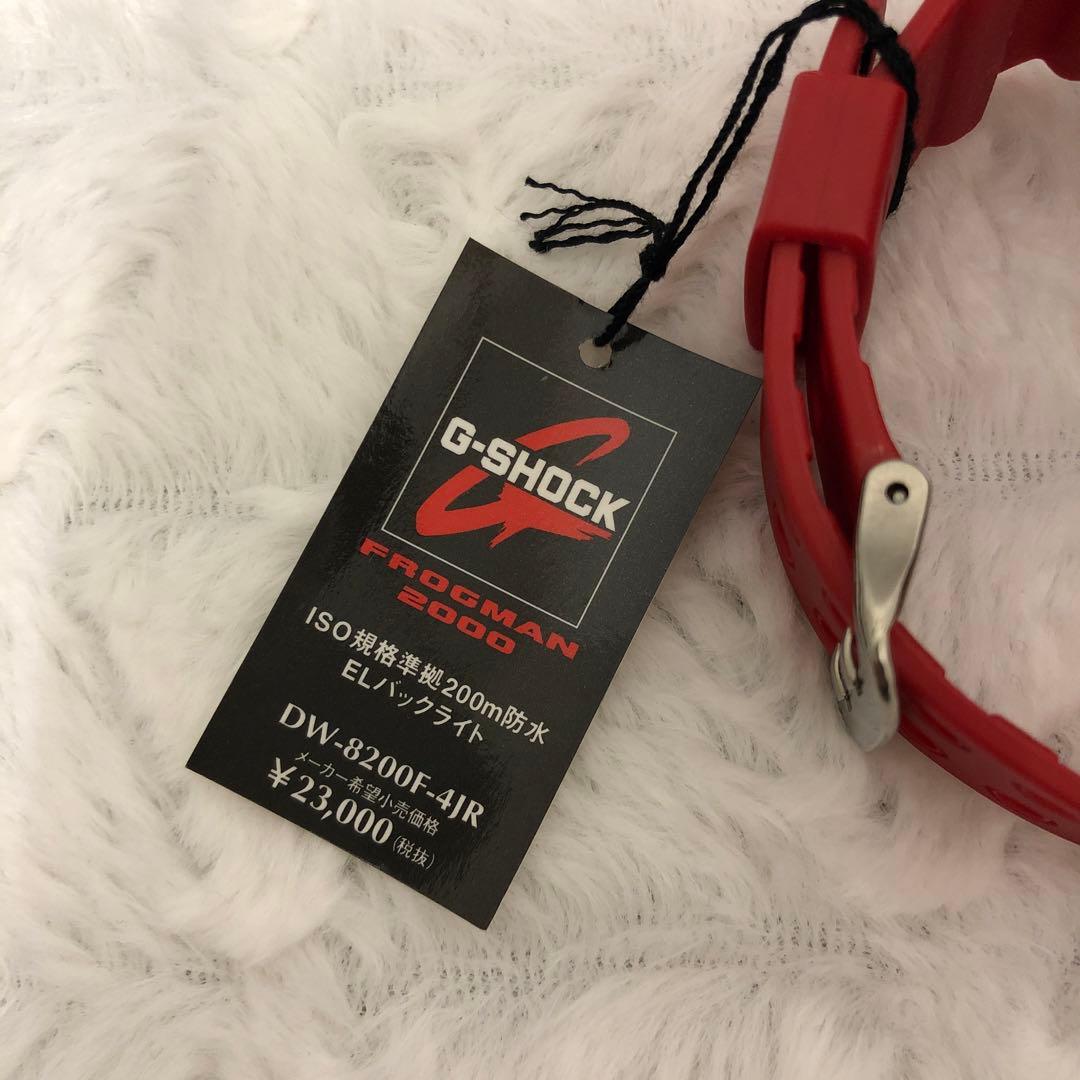 G-SHOCK
FROGMAN
2000
ISO規格準拠200m防水
ELバックライト
DW-8200F-4JR
メーカー希望小売価格
¥23,000(税抜)